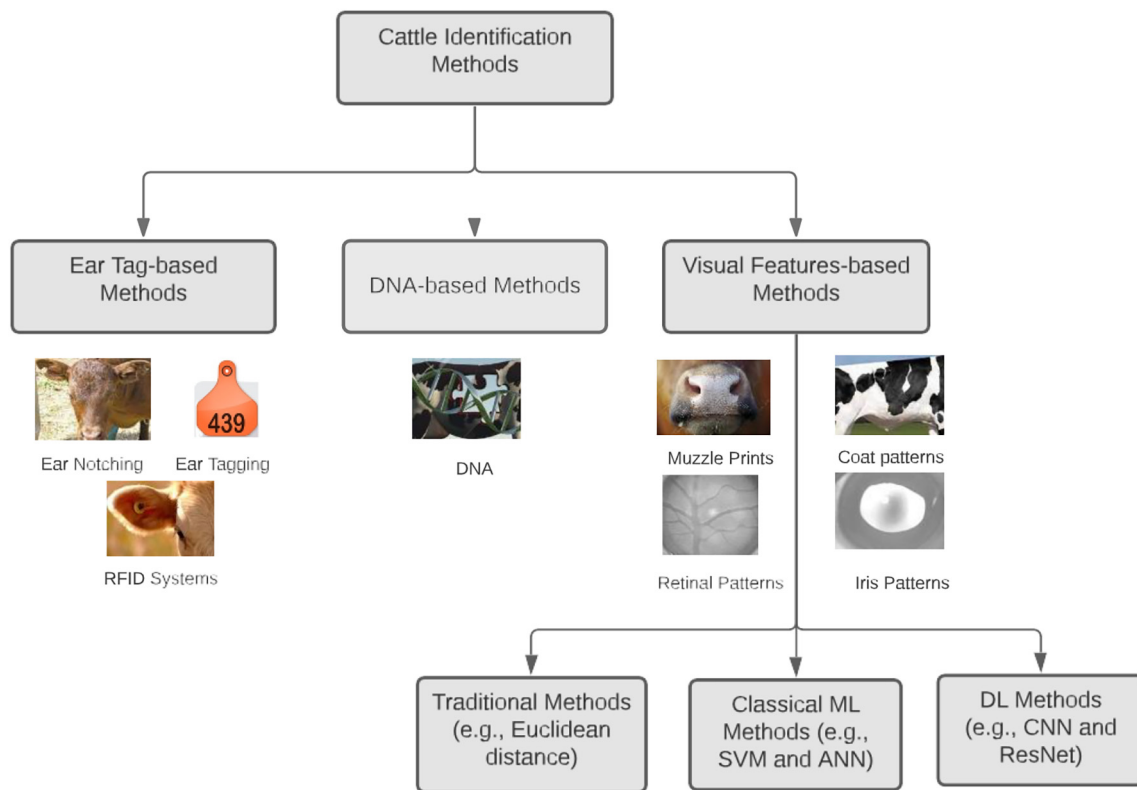 Cattle Identification
Methods
Ear Tag-based
Methods
DNA-based Methods
Visual Features-based
Methods
439
Ear Notching
Ear Tagging
DNA
Muzzle Prints
Coat patterns
RFID Systems
Retinal Patterns
Iris Patterns
Traditional Methods
(e.g., Euclidean
distance)
Classical ML
Methods (e.g.,
SVM and ANN)
DL Methods
(e.g., CNN and
ResNet)